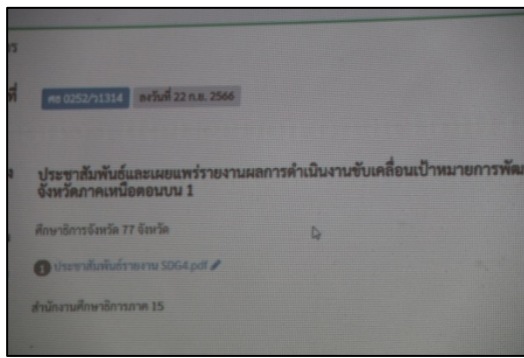 ที่
ศธ 0252/ว1314 ลงวันที่ 22 ก.ย. 2566
ประชาสัมพันธ์และเผยแพร่รายงานผลการดำเนินงานขับเคลื่อนเป้าหมายการพัฒ
จังหวัดภาคเหนือตอนบน 1
ศึกษาธิการจังหวัด 77 จังหวัด
1 ประชาสัมพันธ์รายงาน SDG4.pdf
สำนักงานศึกษาธิการภาค 15